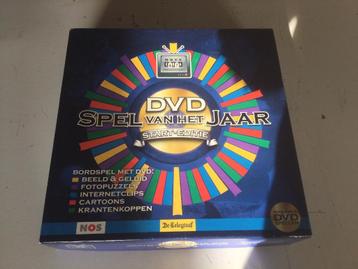 DVD
SPEL VAN HET JAAR
START-EDITIE
BORDSPEL MET DVD:
BEELD & GELUID
FOTOPUZZELS
INTERNETCLIPS
CARTOONS
KRANTENKOPPEN
NOS
De Telegraaf
DVD